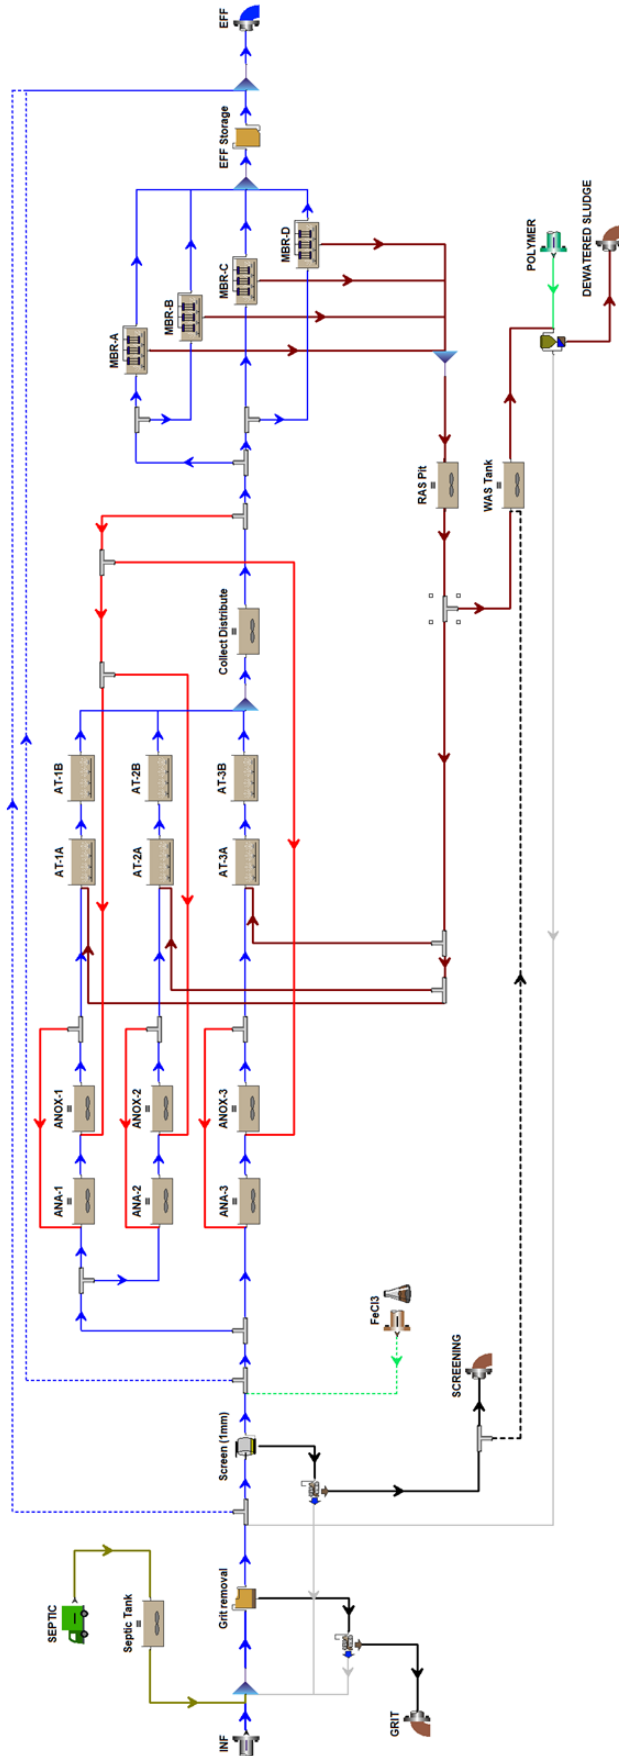 INF
SEPTIC
Septic Tank
Grit removal
GRIT
Screen (1mm)
SCREENING
FeCl3
ANA-1
ANOX-1
AT-1A
AT-1B
ANA-2
ANOX-2
AT-2A
AT-2B
ANA-3
ANOX-3
AT-3A
AT-3B
Collect Distribute
MBR-A
MBR-B
MBR-C
MBR-D
EFF Storage
EFF
RAS Pit
WAS Tank
POLYMER
DEWATERED SLUDGE